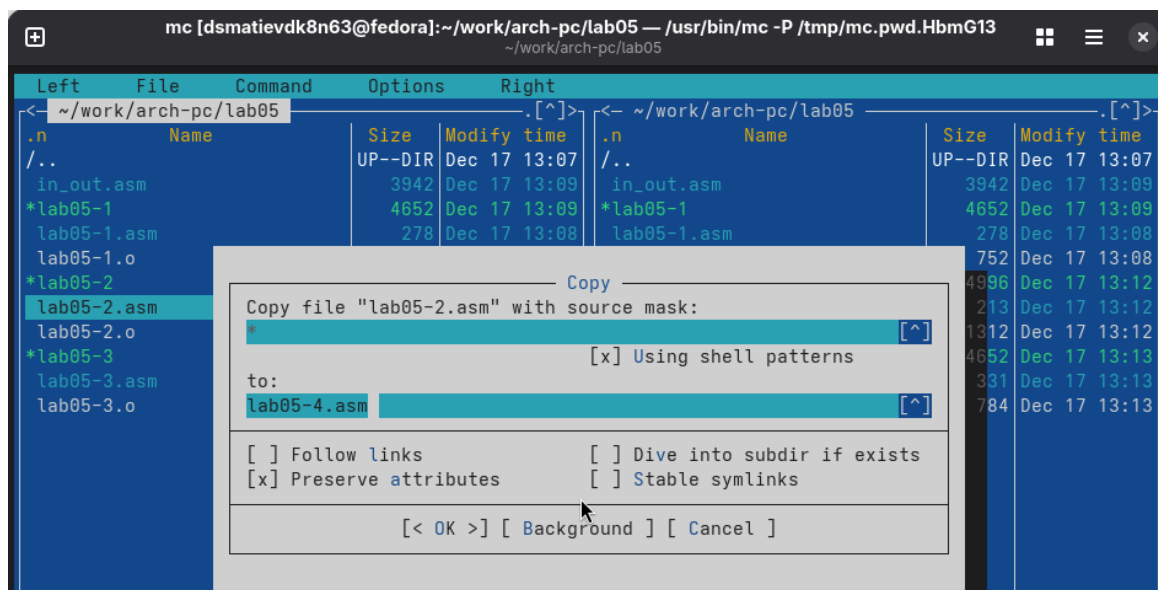 mc [dsmatievdk8n63@fedora]:~/work/arch-pc/lab05 — /usr/bin/mc -P /tmp/mc.pwd.HbmG13
~/work/arch-pc/lab05
Left File Command Options Right
<— ~/work/arch-pc/lab05 .[^]> <— ~/work/arch-pc/lab05 .[^]>
.n Name Size Modify time .n Name Size Modify time
/.. UP--DIR Dec 17 13:07 /.. UP--DIR Dec 17 13:07
in_out.asm 3942 Dec 17 13:09 in_out.asm 3942 Dec 17 13:09
*lab05-1 4652 Dec 17 13:09 *lab05-1 4652 Dec 17 13:09
lab05-1.asm 278 Dec 17 13:08 lab05-1.asm 278 Dec 17 13:08
lab05-1.o 752 Dec 17 13:08
*lab05-2 Copy 4996 Dec 17 13:12
lab05-2.asm Copy file "lab05-2.asm" with source mask: 213 Dec 17 13:12
lab05-2.o * [^] 1312 Dec 17 13:12
*lab05-3 [x] Using shell patterns 4652 Dec 17 13:13
lab05-3.asm to: 331 Dec 17 13:13
lab05-3.o lab05-4.asm [^] 784 Dec 17 13:13
[ ] Follow links [ ] Dive into subdir if exists
[x] Preserve attributes [ ] Stable symlinks
[< OK >] [ Background ] [ Cancel ]